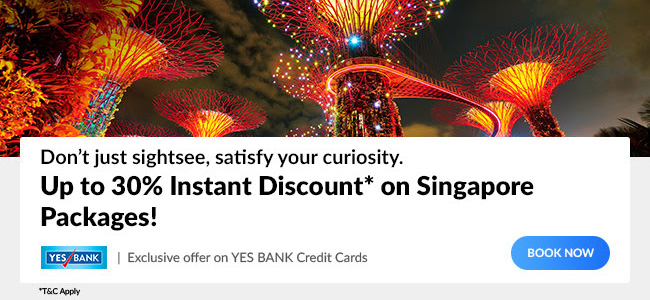 Don't just sightsee, satisfy your curiosity.
Up to 30% Instant Discount* on Singapore
Packages!
YES BANK | Exclusive offer on YES BANK Credit Cards
BOOK NOW
*T&C Apply